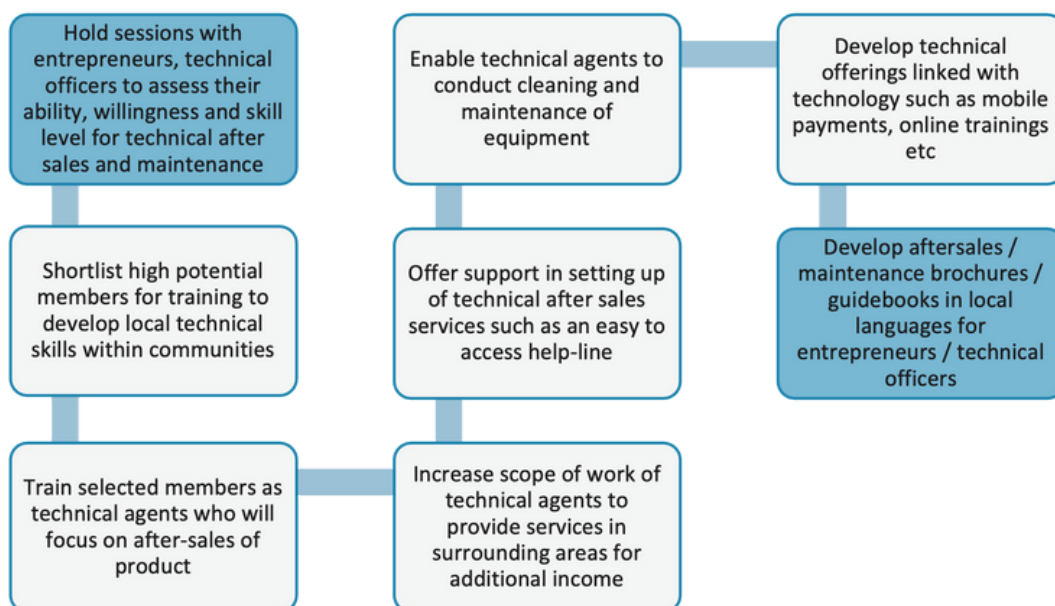 Hold sessions with
entrepreneurs, technical
officers to assess their
ability, willingness and skill
level for technical after
sales and maintenance
Shortlist high potential
members for training to
develop local technical
skills within communities
Train selected members as
technical agents who will
focus on after-sales of
product
Increase scope of work of
technical agents to
provide services in
surrounding areas for
additional income
Offer support in setting up
of technical after sales
services such as an easy to
access help-line
Enable technical agents to
conduct cleaning and
maintenance of
equipment
Develop technical
offerings linked with
technology such as mobile
payments, online trainings
etc
Develop aftersales /
maintenance brochures /
guidebooks in local
languages for
entrepreneurs / technical
officers